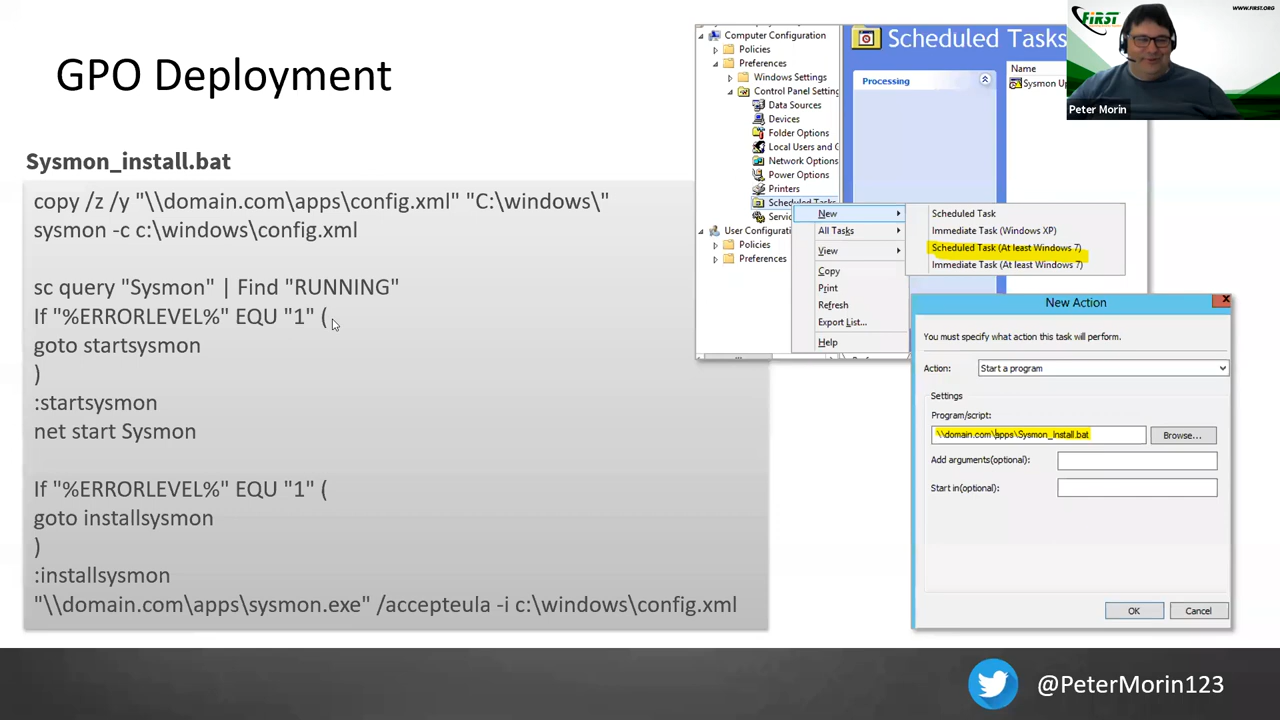 GPO Deployment
Sysmon_install.bat
copy /z /y "\\domain.com\apps\config.xml" "C:\windows\"
sysmon -c c:\windows\config.xml
sc query "Sysmon" | Find "RUNNING"
If "%ERRORLEVEL%" EQU "1" (
goto startsysmon
)
:startsysmon
net start Sysmon
If "%ERRORLEVEL%" EQU "1" (
goto installsysmon
)
:installsysmon
"\\domain.com\apps\sysmon.exe" /accepteula -i c:\windows\config.xml
Computer Configuration
Policies
Preferences
Windows Settings
Control Panel Setting
Data Sources
Devices
Folder Options
Local Users and G
Network Options
Power Options
Printers
Scheduled Tasks
Servic
User Configuration
Policies
Preferences
Scheduled Tasks
Processing
Name
Sysmon Up
New
All Tasks
View
Copy
Print
Refresh
Export List...
Help
Scheduled Task
Immediate Task (Windows XP)
Scheduled Task (At least Windows 7)
Immediate Task (At least Windows 7)
New Action
You must specify what action this task will perform.
Action:
Start a program
Settings
Program/script:
\\domain.com\apps\Sysmon_Install.bat
Browse...
Add arguments(optional):
Start in(optional):
OK
Cancel
FIRST
WWW.FIRST.ORG
Peter Morin
@PeterMorin123